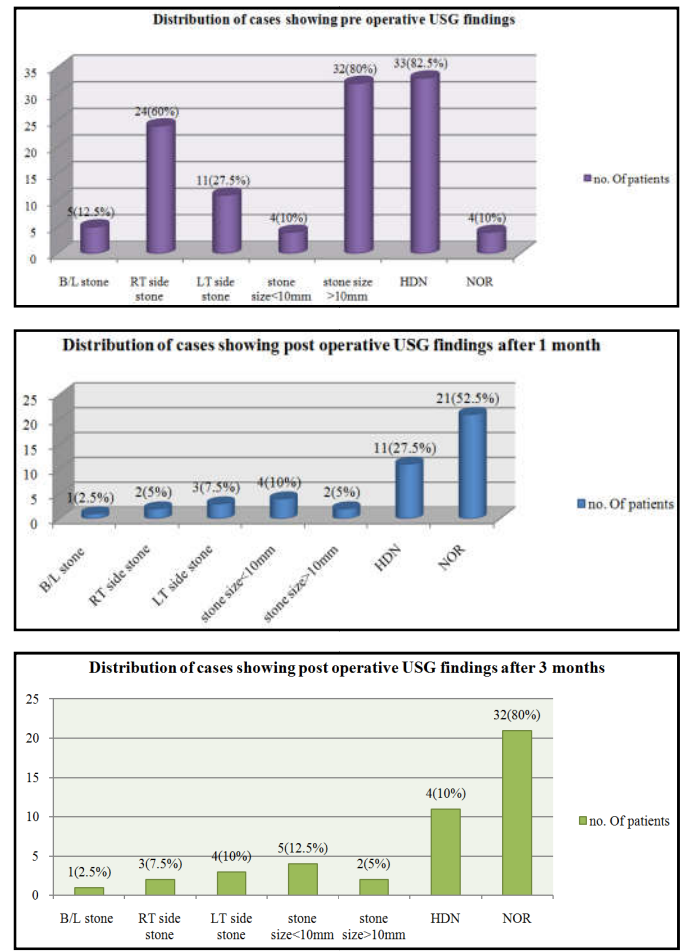 Distribution of cases showing pre operative USG findings
35
30
25
20
15
10
5
0
5(12.5%)
24(60%)
11(27.5%)
4(10%)
32(80%)
33(82.5%)
4(10%)
B/L stone
RT side
stone
LT side
stone
stone
size<10mm
stone size
>10mm
HDN
NOR
no. Of patients
Distribution of cases showing post operative USG findings after 1 month
25
20
15
10
5
0
1(2.5%)
2(5%)
3(7.5%)
4(10%)
2(5%)
11(27.5%)
21(52.5%)
B/L stone
RT side stone
LT side stone
stone size<10mm
stone size>10mm
HDN
NOR
no. Of patients
Distribution of cases showing post operative USG findings after 3 months
25
20
15
10
5
0
1(2.5%)
3(7.5%)
4(10%)
5(12.5%)
2(5%)
4(10%)
32(80%)
B/L stone
RT side
stone
LT side
stone
stone
size<10mm
stone
size>10mm
HDN
NOR
no. Of patients